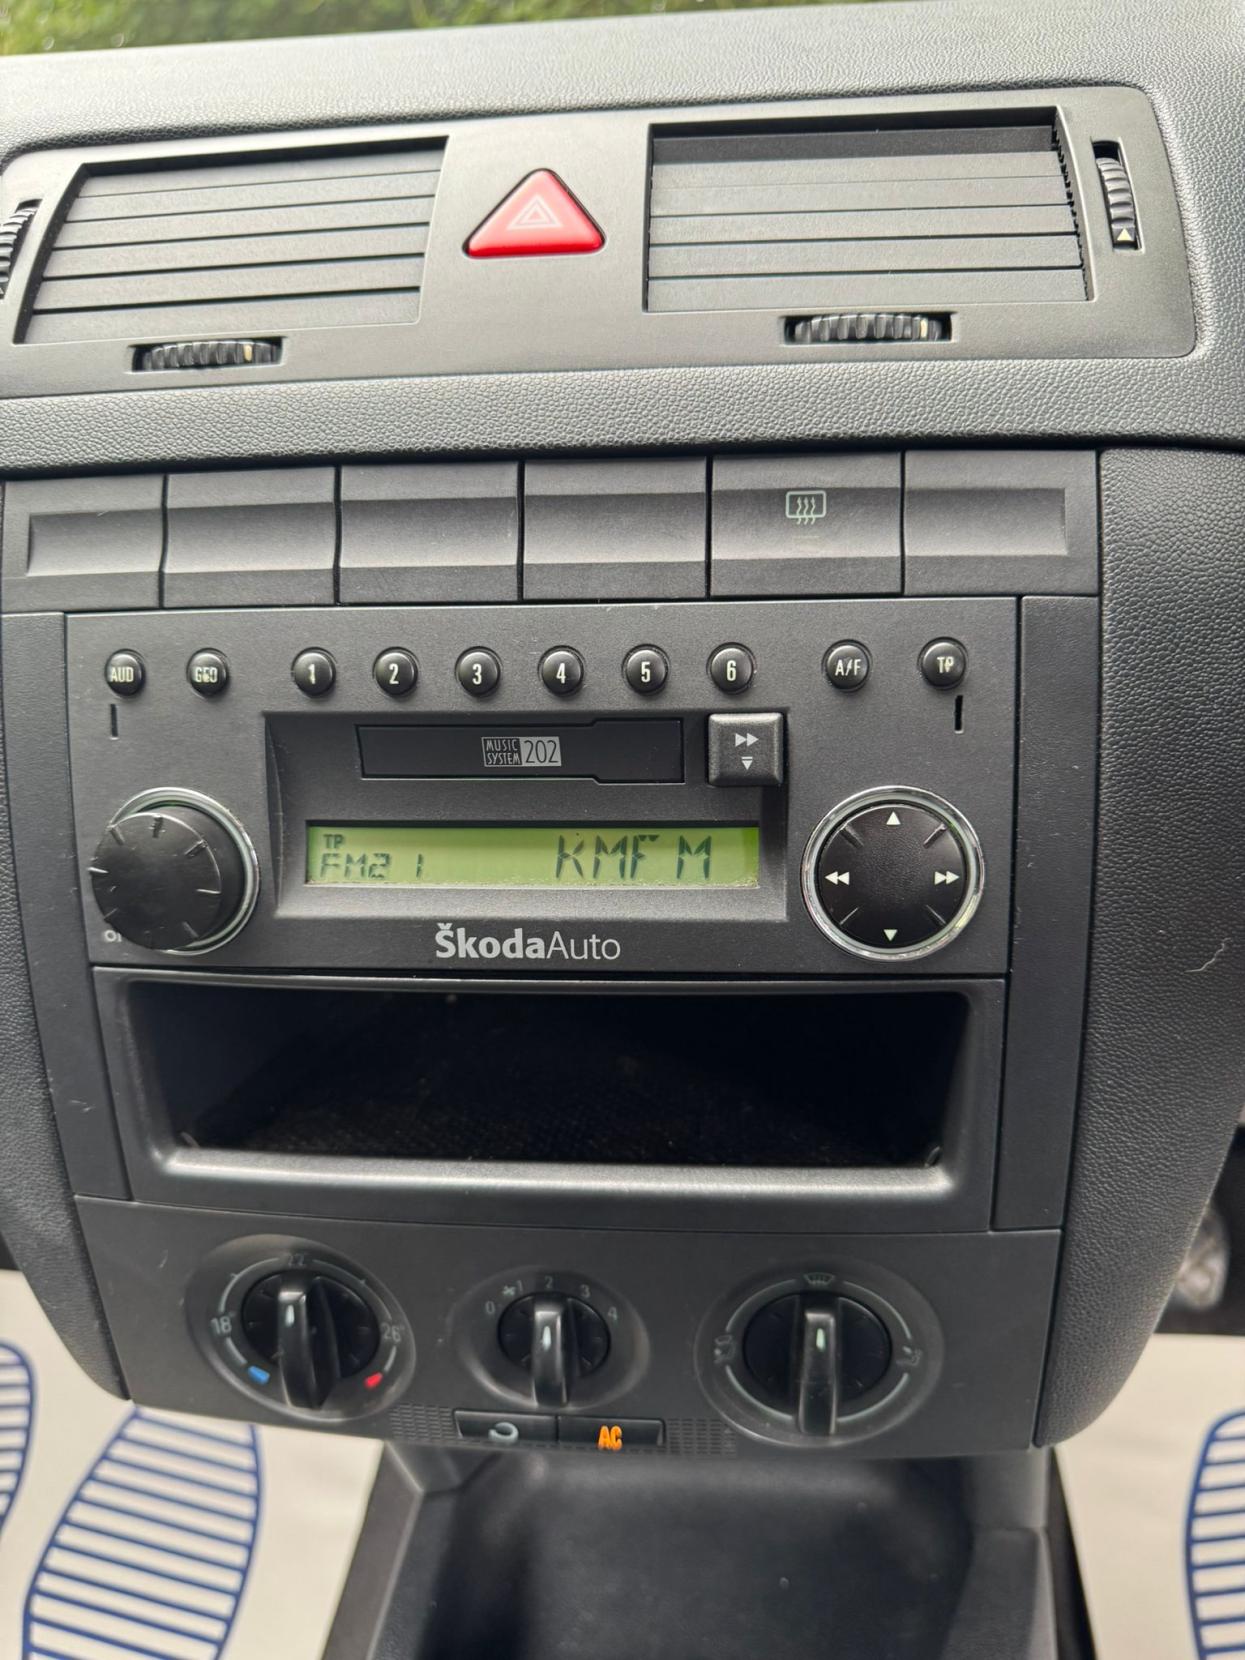 AUD GEO 1 2 3 4 5 6 A/F TP
MUSIC
SYSTEM 202
TP
FM2 1 KMFM
ŠkodaAuto
22°
18° 26°
0 1 2 3 4
AC